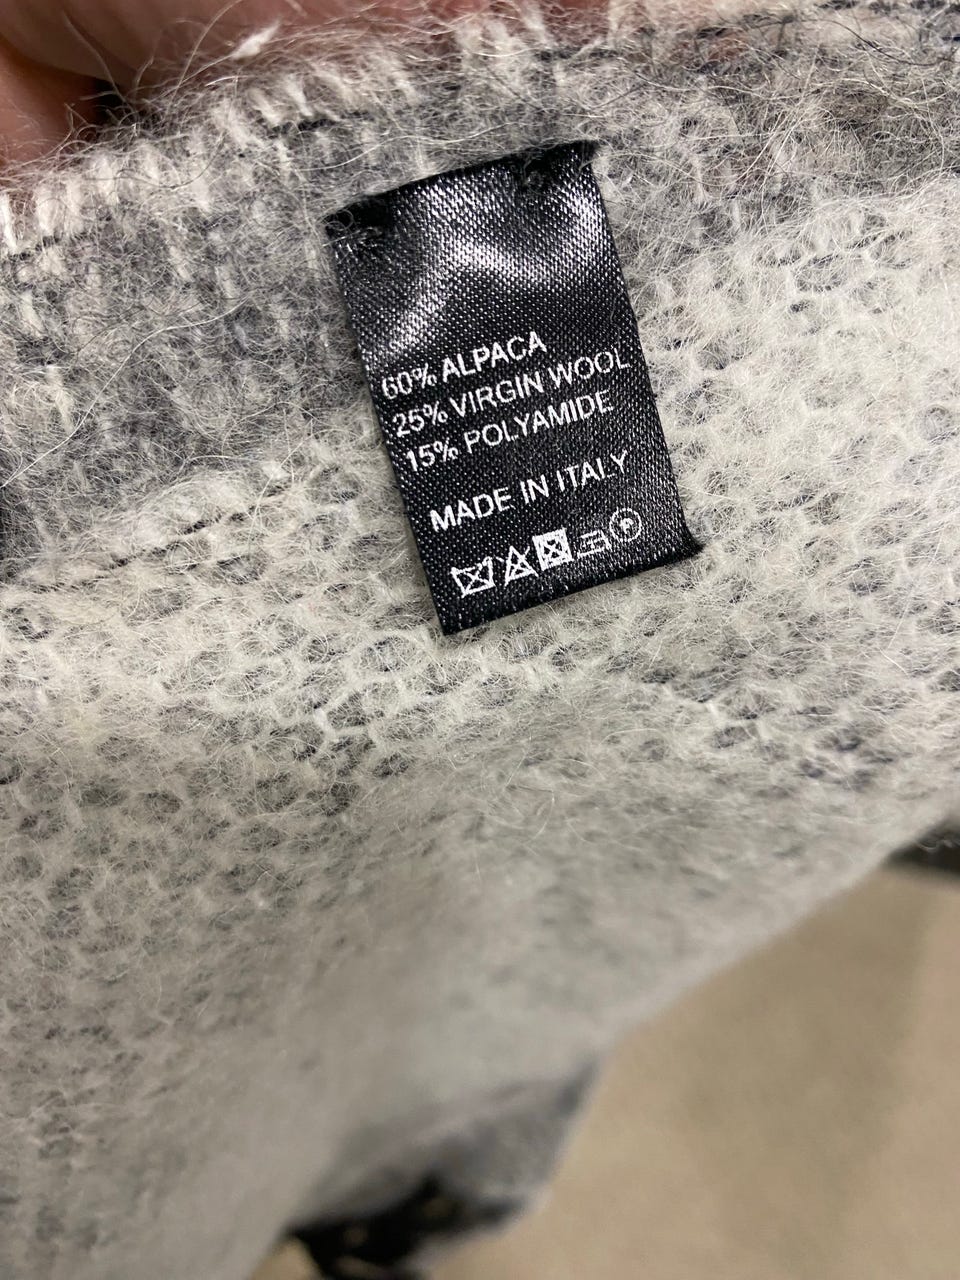 60% ALPACA
25% VIRGIN WOOL
15% POLYAMIDE
MADE IN ITALY
P